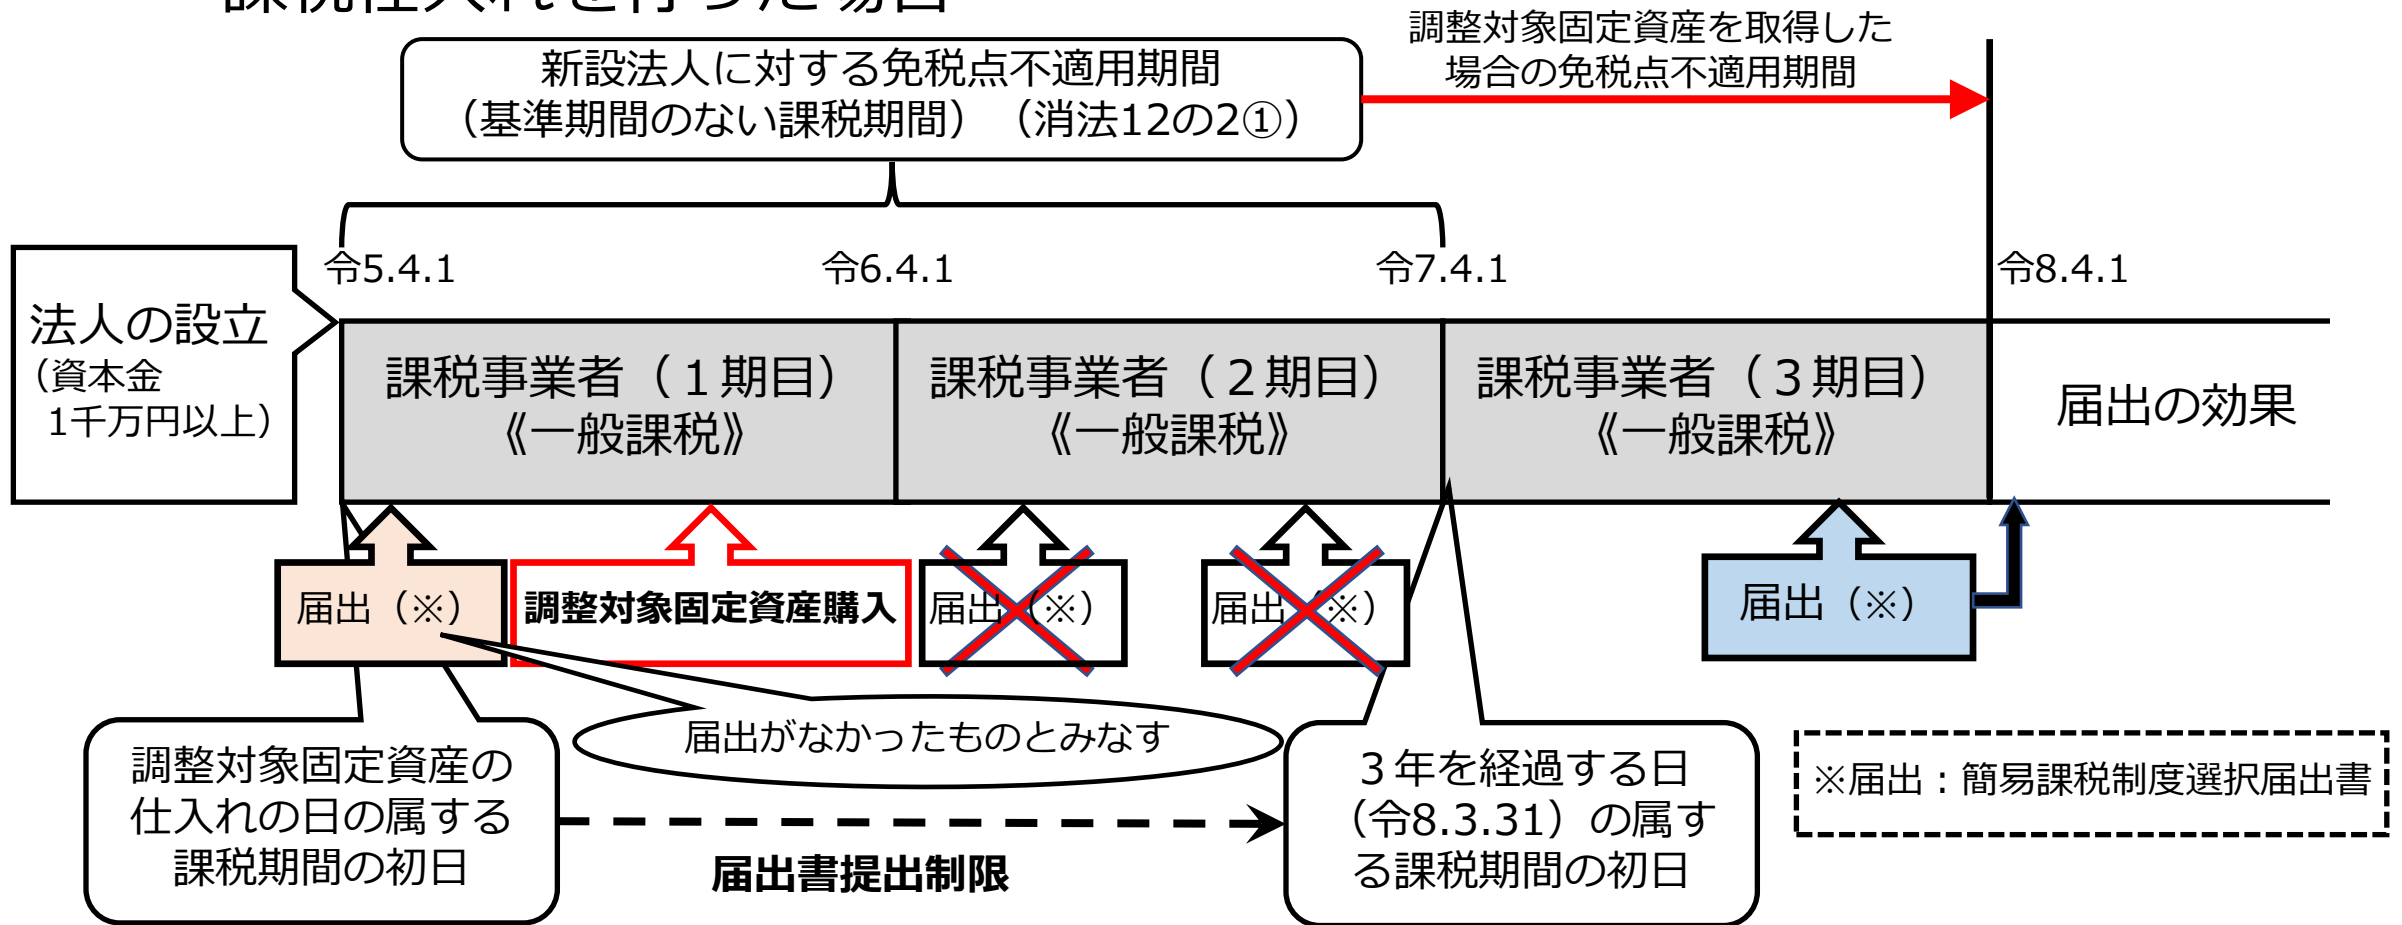 課税仕入れを行った場合
調整対象固定資産を取得した
場合の免税点不適用期間
新設法人に対する免税点不適用期間
（基準期間のない課税期間）（消法12の2①）
令5.4.1
令6.4.1
令7.4.1
令8.4.1
法人の設立
（資本金
1千万円以上）
課税事業者（１期目）
《一般課税》
課税事業者（２期目）
《一般課税》
課税事業者（３期目）
《一般課税》
届出の効果
届出（※）
調整対象固定資産購入
届出（※）
届出（※）
届出（※）
届出がなかったものとみなす
調整対象固定資産の
仕入れの日の属する
課税期間の初日
届出書提出制限
３年を経過する日
（令8.3.31）の属す
る課税期間の初日
※届出：簡易課税制度選択届出書